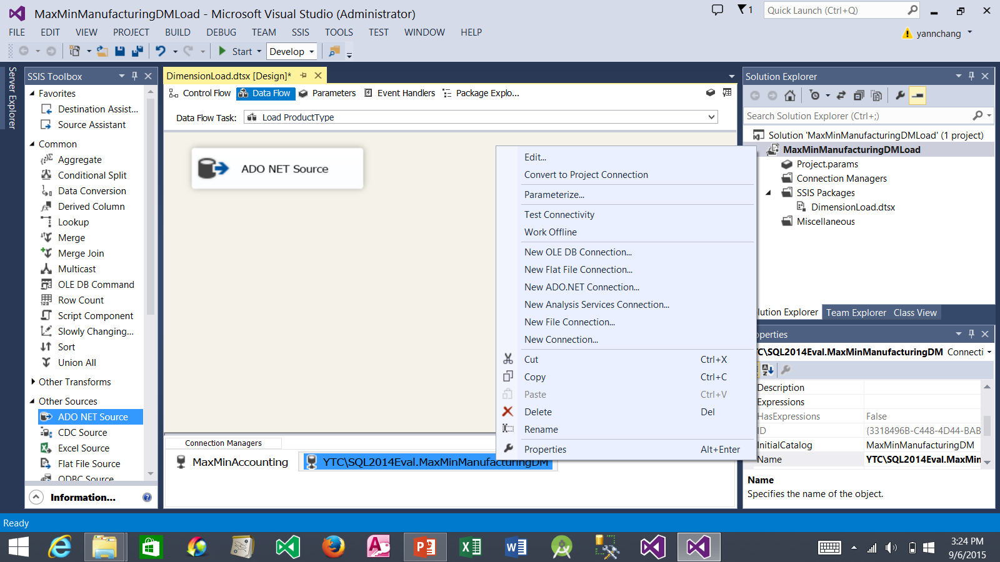 MaxMinManufacturingDMLoad - Microsoft Visual Studio (Administrator)
1
Quick Launch (Ctrl+Q)
FILE EDIT VIEW PROJECT BUILD DEBUG TEAM SSIS TOOLS TEST WINDOW HELP
yannchang
Start
Develop
Server Explorer
SSIS Toolbox
Favorites
Destination Assist...
Source Assistant
Common
Aggregate
Conditional Split
Data Conversion
Derived Column
Lookup
Merge
Merge Join
Multicast
OLE DB Command
Row Count
Script Component
Slowly Changing...
Sort
Union All
Other Transforms
Other Sources
ADO NET Source
CDC Source
Excel Source
Flat File Source
ODBC Source
Information...
DimensionLoad.dtsx [Design]*
Control Flow Data Flow Parameters Event Handlers Package Explo...
Data Flow Task: Load ProductType
ADO NET Source
Edit...
Convert to Project Connection
Parameterize...
Test Connectivity
Work Offline
New OLE DB Connection...
New Flat File Connection...
New ADO.NET Connection...
New Analysis Services Connection...
New File Connection...
New Connection...
Cut Ctrl+X
Copy Ctrl+C
Paste Ctrl+V
Delete Del
Rename
Properties Alt+Enter
Connection Managers
MaxMinAccounting
YTC\SQL2014Eval.MaxMinManufacturingDM
Solution Explorer
Search Solution Explorer (Ctrl+;)
Solution 'MaxMinManufacturingDMLoad' (1 project)
MaxMinManufacturingDMLoad
Project.params
Connection Managers
SSIS Packages
DimensionLoad.dtsx
Miscellaneous
lution Explorer Team Explorer Class View
operties
C\SQL2014Eval.MaxMinManufacturingDM Connecti
Description
Expressions
HasExpressions False
ID {3318496B-C448-4D44-BAB
InitialCatalog MaxMinManufacturingDM
Name YTC\SQL2014Eval.MaxMin
Name
Specifies the name of the object.
Ready
3:24 PM
9/6/2015